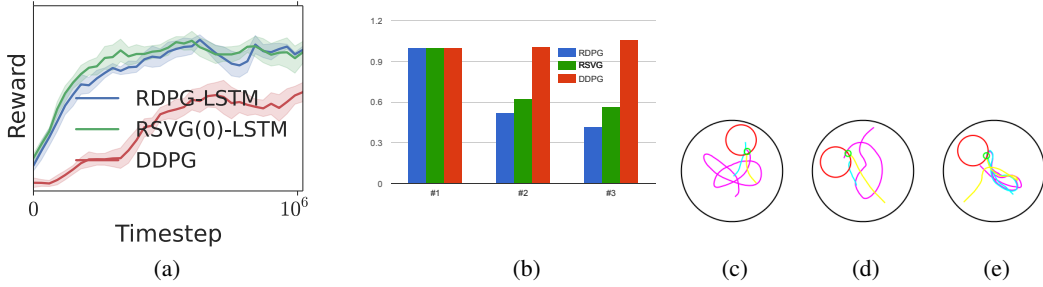 Reward
RDPG-LSTM
RSVG(0)-LSTM
DDPG
0
10^6
Timestep
(a)
1.2
0.9
0.6
0.3
0
RDPG
RSVG
DDPG
#1
#2
#3
(b)
(c)
(d)
(e)